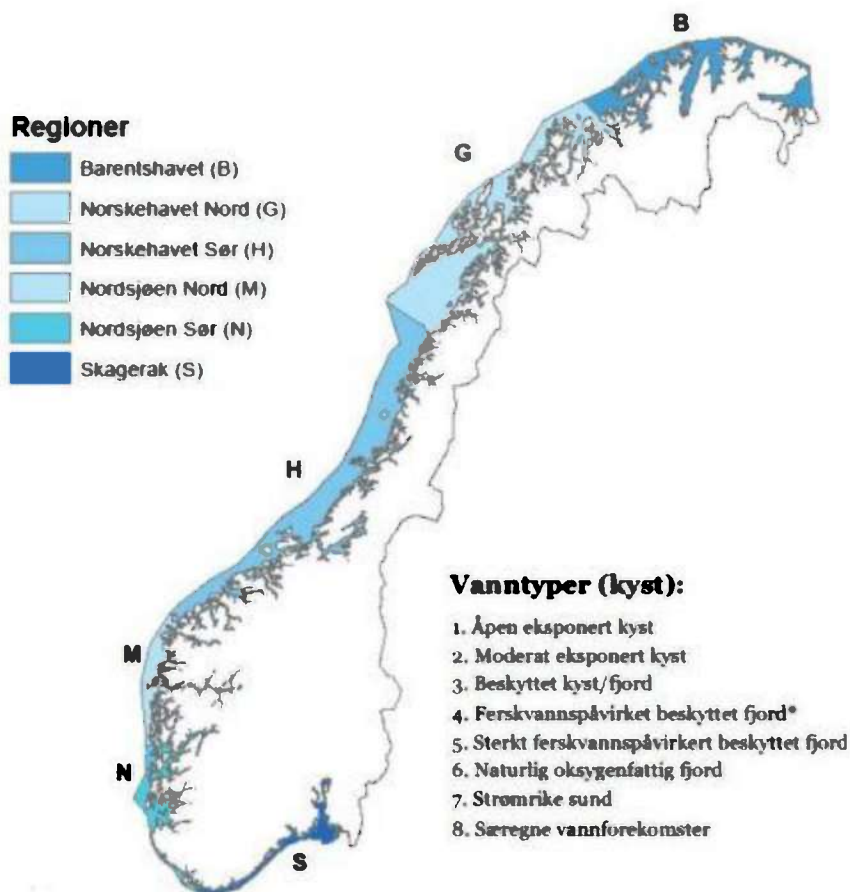 B
Regioner
Barentshavet (B)
Norskehavet Nord (G)
Norskehavet Sør (H)
Nordsjøen Nord (M)
Nordsjøen Sør (N)
Skagerak (S)
G
H
M
N
S
Vanntyper (kyst):
1. Åpen eksponert kyst
2. Moderat eksponert kyst
3. Beskyttet kyst/fjord
4. Ferskvannspåvirket beskyttet fjord*
5. Sterkt ferskvannspåvirkert beskyttet fjord
6. Naturlig oksygenfattig fjord
7. Strømrike sund
8. Særegne vannforekomster